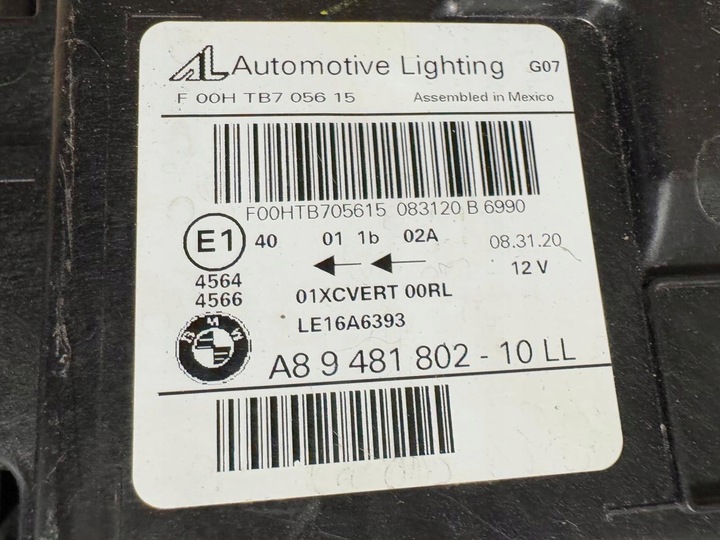 AL Automotive Lighting G07
F 00H TB7 056 15 Assembled in Mexico
F00HTB705615 083120 B 6990
E1 40 01 1b 02A 08.31.20
4564 12 V
4566 01XCVERT 00RL
LE16A6393
BMW A8 9 481 802 - 10 LL